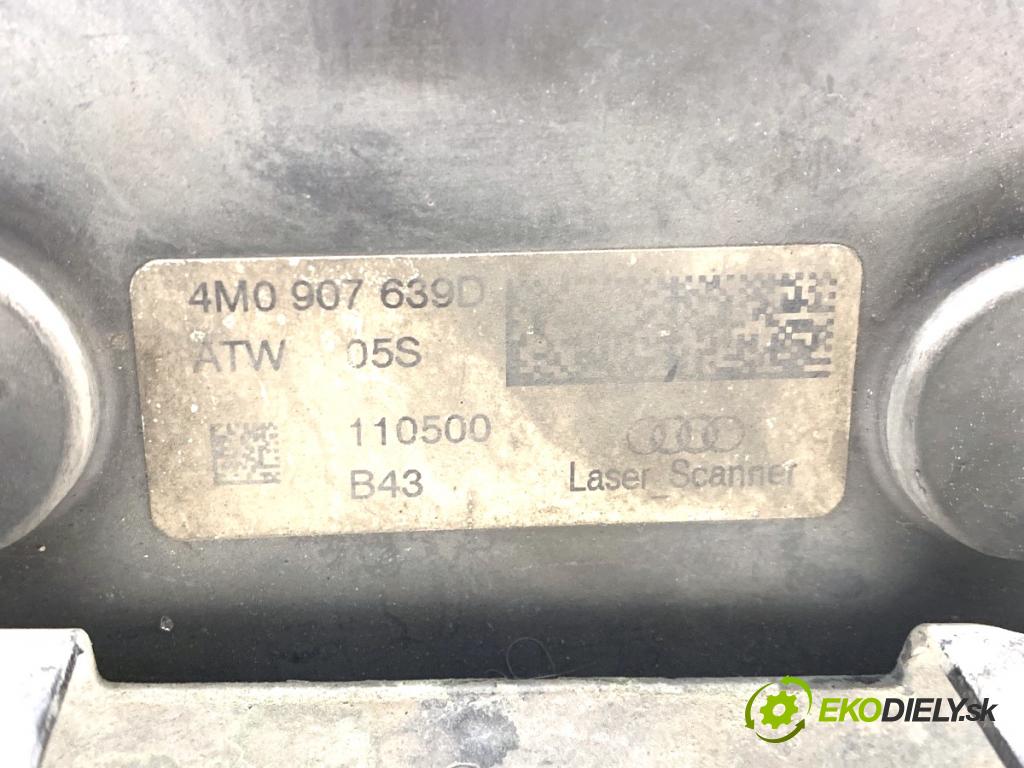 4M0 907 639D
ATW 05S
110500
B43
Laser_Scanner
EKODIELY.sk